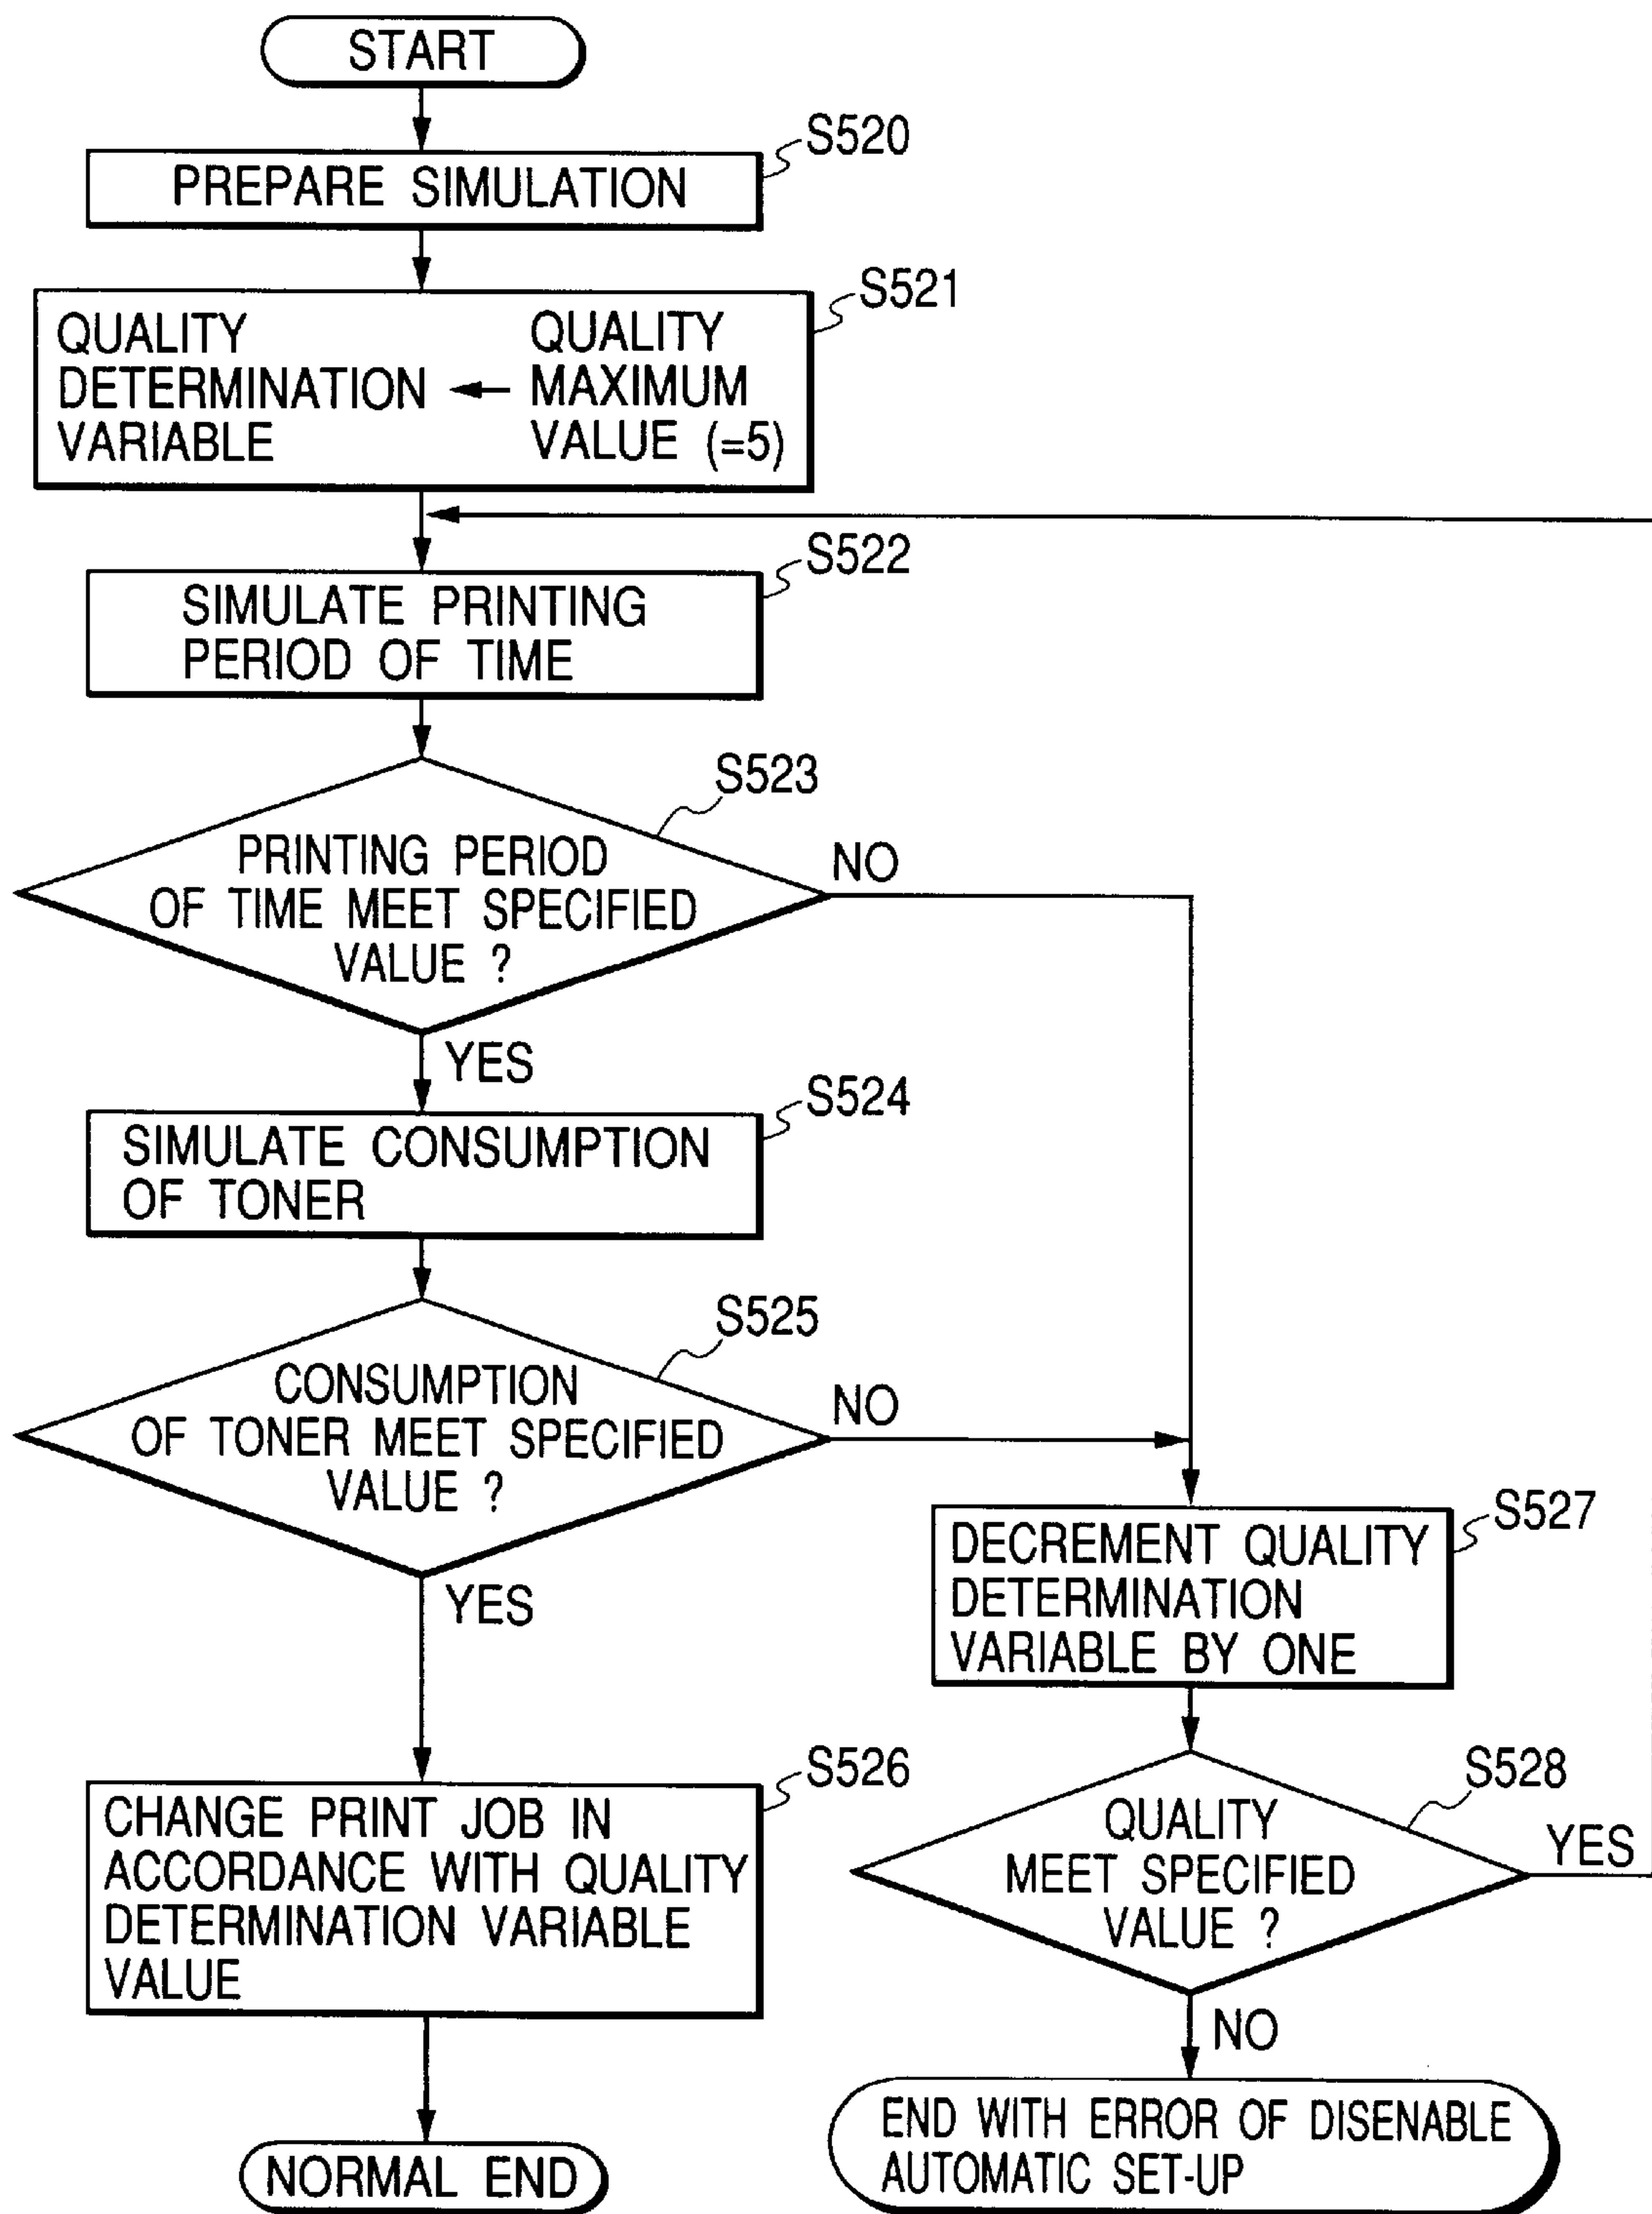 START
S520
PREPARE SIMULATION
S521
QUALITY
DETERMINATION
VARIABLE
←
QUALITY
MAXIMUM
VALUE (=5)
S522
SIMULATE PRINTING
PERIOD OF TIME
S523
PRINTING PERIOD
OF TIME MEET SPECIFIED
VALUE ?
NO
YES
S524
SIMULATE CONSUMPTION
OF TONER
S525
CONSUMPTION
OF TONER MEET SPECIFIED
VALUE ?
NO
YES
S527
DECREMENT QUALITY
DETERMINATION
VARIABLE BY ONE
S526
CHANGE PRINT JOB IN
ACCORDANCE WITH QUALITY
DETERMINATION VARIABLE
VALUE
S528
QUALITY
MEET SPECIFIED
VALUE ?
YES
NO
NORMAL END
END WITH ERROR OF DISENABLE
AUTOMATIC SET-UP